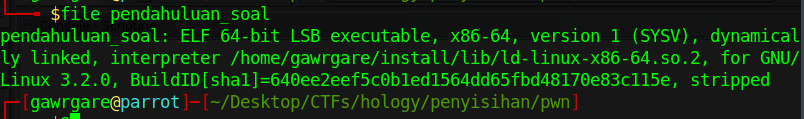 $file pendahuluan_soal
pendahuluan_soal: ELF 64-bit LSB executable, x86-64, version 1 (SYSV), dynamical
ly linked, interpreter /home/gawrgare/install/lib/ld-linux-x86-64.so.2, for GNU/
Linux 3.2.0, BuildID[sha1]=640ee2eef5c0b1ed1564dd65fbd48170e83c115e, stripped
[gawrgare@parrot]-[~/Desktop/CTFs/hology/penyisihan/pwn]